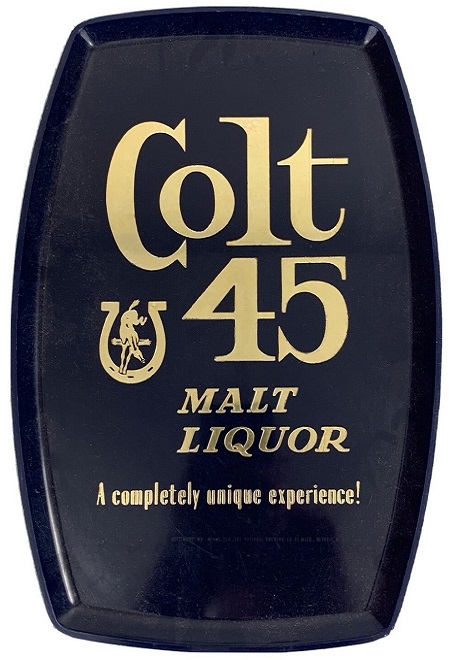 Colt
45
MALT
LIQUOR
A completely unique experience!